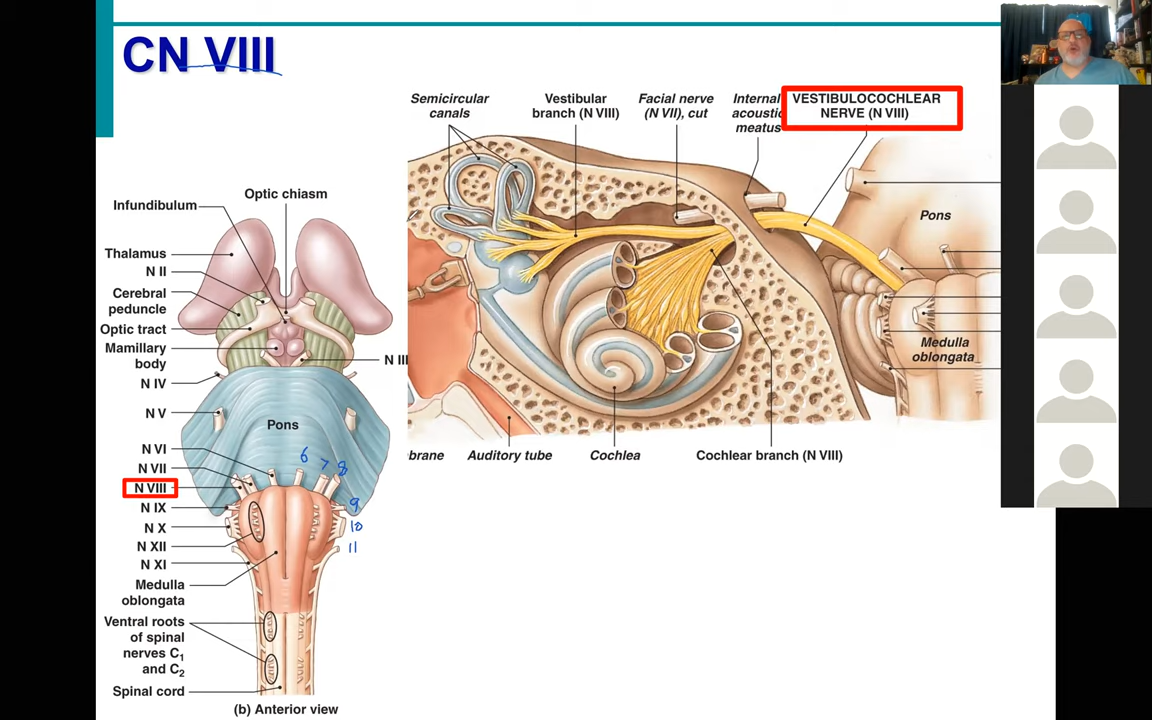 CN VIII
Semicircular
canals
Vestibular
branch (N VIII)
Facial nerve
(N VII), cut
Internal
acoustic
meatus
VESTIBULOCOCHLEAR
NERVE (N VIII)
Pons
Medulla
oblongata
brane
Auditory tube
Cochlea
Cochlear branch (N VIII)
Optic chiasm
Infundibulum
Thalamus
N II
Cerebral
peduncle
Optic tract
Mamillary
body
N III
N IV
N V
Pons
N VI
N VII
N VIII
N IX
N X
N XII
N XI
6 7 8
9
10
11
Medulla
oblongata
Ventral roots
of spinal
nerves C1
and C2
Spinal cord
(b) Anterior view